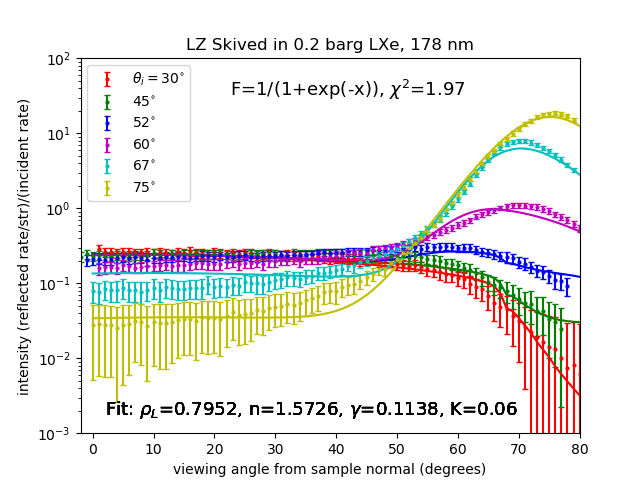 LZ Skived in 0.2 barg LXe, 178 nm
10²
10¹
10⁰
10⁻¹
10⁻²
10⁻³
intensity (reflected rate/str)/(incident rate)
θᵢ = 30°
45°
52°
60°
67°
75°
F=1/(1+exp(-x)), χ²=1.97
Fit: ρ_L=0.7952, n=1.5726, γ=0.1138, K=0.06
0 10 20 30 40 50 60 70 80
viewing angle from sample normal (degrees)